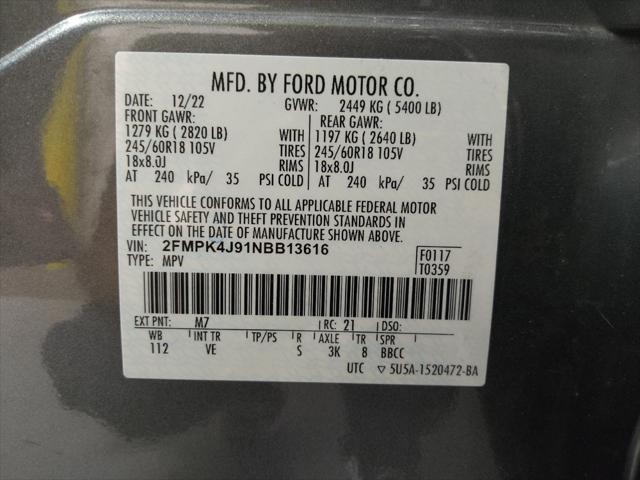 MFD. BY FORD MOTOR CO.
DATE: 12/22 GVWR: 2449 KG ( 5400 LB)
FRONT GAWR: REAR GAWR:
1279 KG ( 2820 LB) WITH 1197 KG ( 2640 LB) WITH
245/60R18 105V TIRES 245/60R18 105V TIRES
18x8.0J RIMS 18x8.0J RIMS
AT 240 kPa/ 35 PSI COLD AT 240 kPa/ 35 PSI COLD
THIS VEHICLE CONFORMS TO ALL APPLICABLE FEDERAL MOTOR
VEHICLE SAFETY AND THEFT PREVENTION STANDARDS IN
EFFECT ON THE DATE OF MANUFACTURE SHOWN ABOVE.
VIN: 2FMPK4J91NBB13616 F0117
TYPE: MPV T0359
EXT PNT: M7 RC: 21 DSO:
WB INT TR TP/PS R AXLE TR SPR
112 VE S 3K 8 BBCC
UTC ▽ 5U5A-1520472-BA